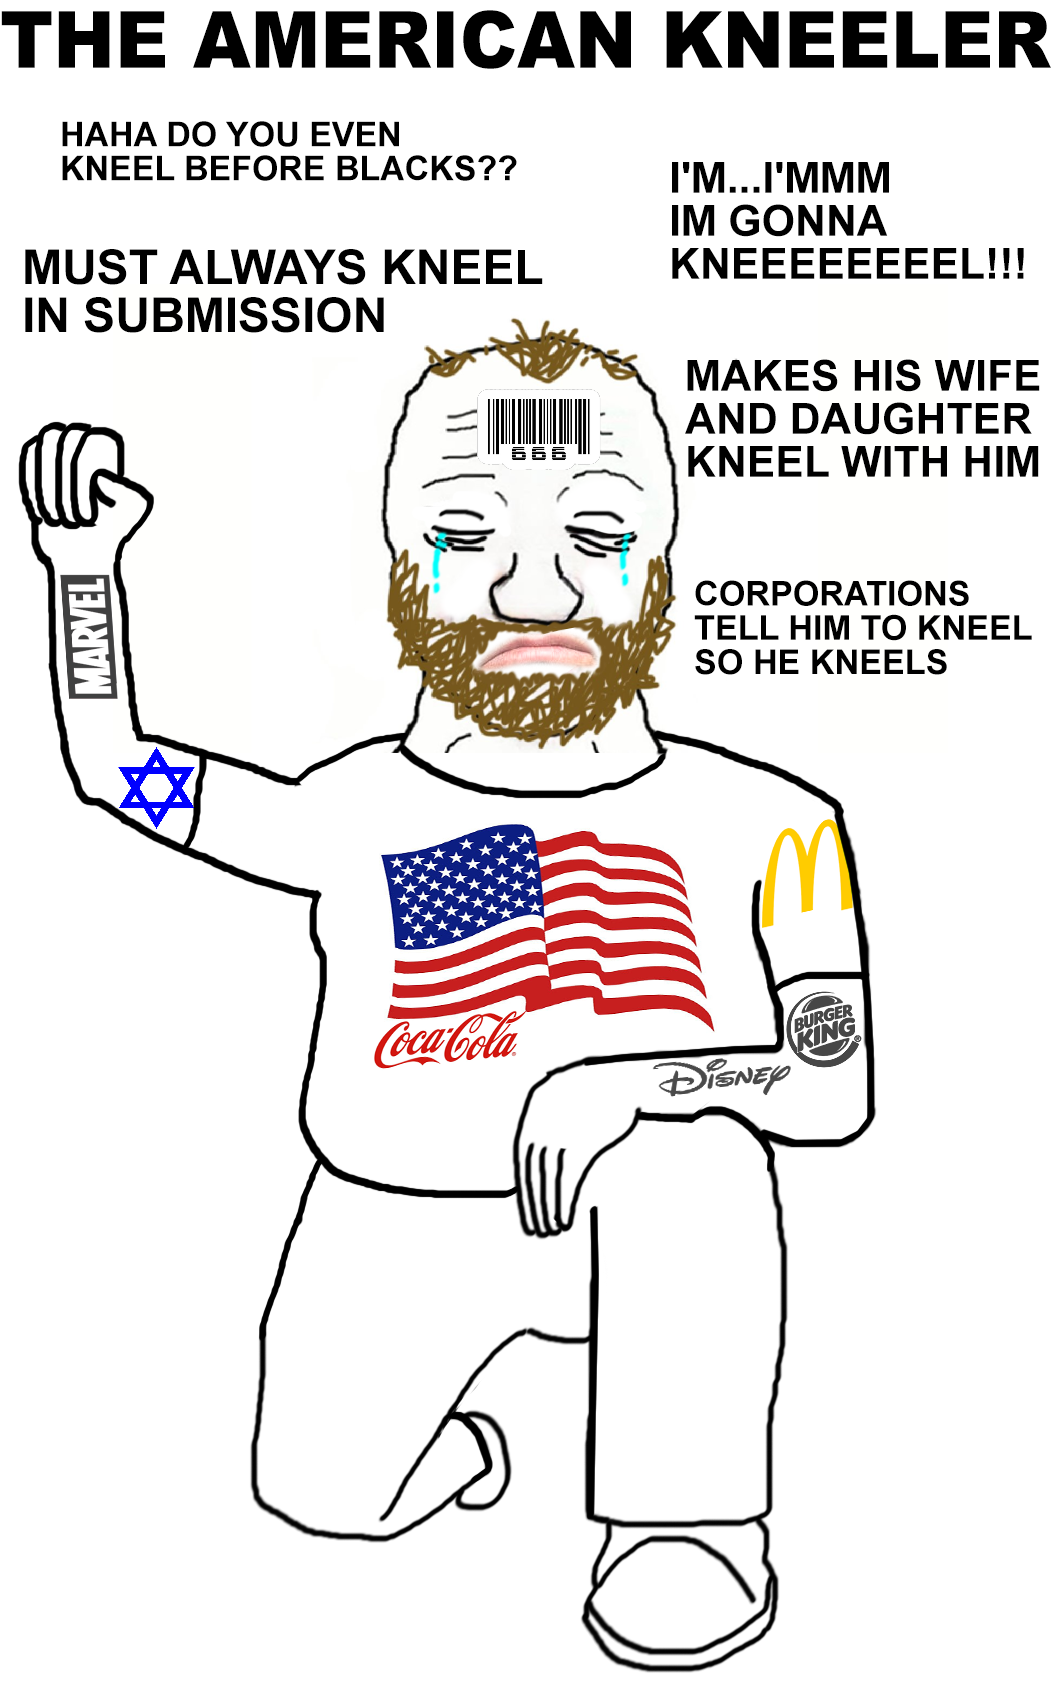 THE AMERICAN KNEELER
HAHA DO YOU EVEN
KNEEL BEFORE BLACKS??
I'M...I'MMM
IM GONNA
KNEEEEEEEEEL!!!
MUST ALWAYS KNEEL
IN SUBMISSION
MAKES HIS WIFE
AND DAUGHTER
KNEEL WITH HIM
666
CORPORATIONS
TELL HIM TO KNEEL
SO HE KNEELS
MARVEL
Coca-Cola
BURGER
KING®
Disney